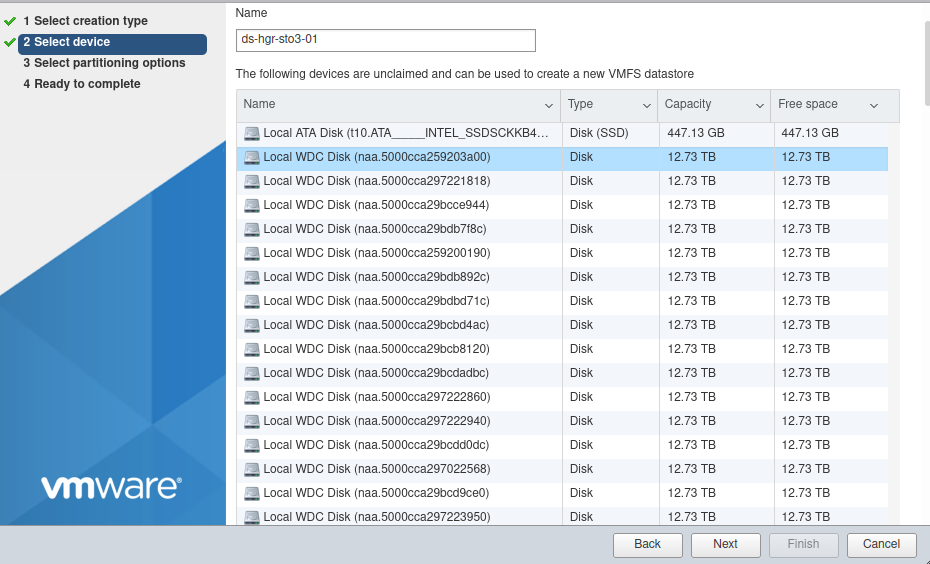 1 Select creation type
2 Select device
3 Select partitioning options
4 Ready to complete
Name
ds-hgr-sto3-01
The following devices are unclaimed and can be used to create a new VMFS datastore
Name Type Capacity Free space
Local ATA Disk (t10.ATA_____INTEL_SSDSCKKB4... Disk (SSD) 447.13 GB 447.13 GB
Local WDC Disk (naa.5000cca259203a00) Disk 12.73 TB 12.73 TB
Local WDC Disk (naa.5000cca297221818) Disk 12.73 TB 12.73 TB
Local WDC Disk (naa.5000cca29bcce944) Disk 12.73 TB 12.73 TB
Local WDC Disk (naa.5000cca29bdb7f8c) Disk 12.73 TB 12.73 TB
Local WDC Disk (naa.5000cca259200190) Disk 12.73 TB 12.73 TB
Local WDC Disk (naa.5000cca29bdb892c) Disk 12.73 TB 12.73 TB
Local WDC Disk (naa.5000cca29bdbd71c) Disk 12.73 TB 12.73 TB
Local WDC Disk (naa.5000cca29bcbd4ac) Disk 12.73 TB 12.73 TB
Local WDC Disk (naa.5000cca29bcb8120) Disk 12.73 TB 12.73 TB
Local WDC Disk (naa.5000cca29bcdadbc) Disk 12.73 TB 12.73 TB
Local WDC Disk (naa.5000cca297222860) Disk 12.73 TB 12.73 TB
Local WDC Disk (naa.5000cca297222940) Disk 12.73 TB 12.73 TB
Local WDC Disk (naa.5000cca29bcdd0dc) Disk 12.73 TB 12.73 TB
Local WDC Disk (naa.5000cca297022568) Disk 12.73 TB 12.73 TB
Local WDC Disk (naa.5000cca29bcd9ce0) Disk 12.73 TB 12.73 TB
Local WDC Disk (naa.5000cca297223950) Disk 12.73 TB 12.73 TB
vmware®
Back Next Finish Cancel